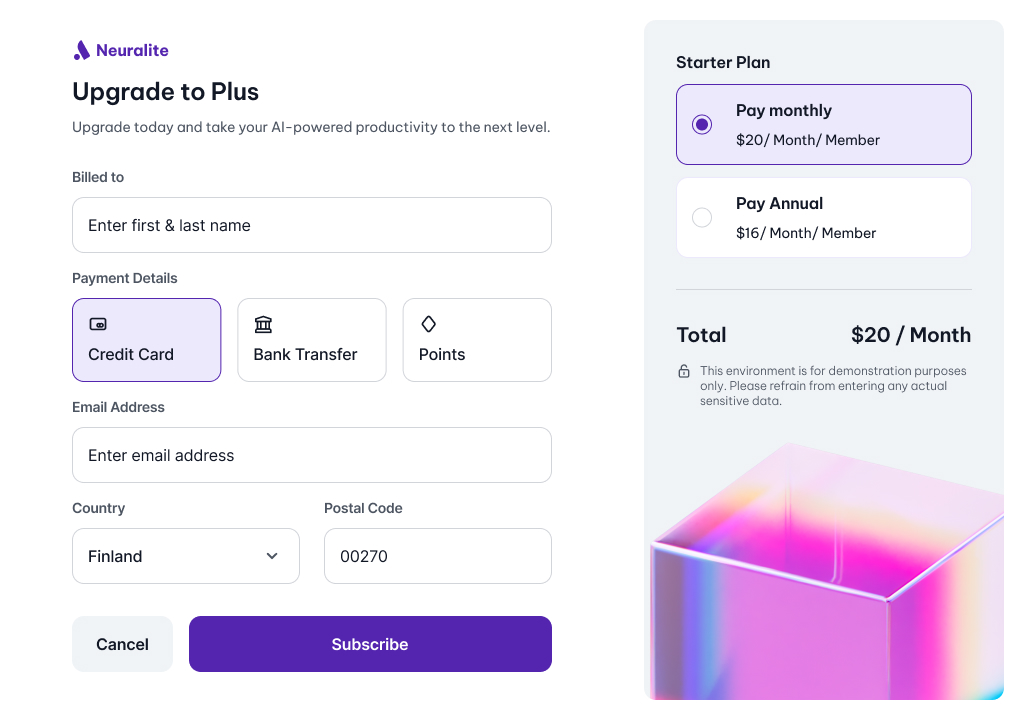 Neuralite
Upgrade to Plus
Upgrade today and take your AI-powered productivity to the next level.
Billed to
Enter first & last name
Payment Details
Credit Card
Bank Transfer
Points
Email Address
Enter email address
Country
Postal Code
Finland
00270
Cancel
Subscribe
Starter Plan
Pay monthly
$20/ Month/ Member
Pay Annual
$16/ Month/ Member
Total
$20 / Month
This environment is for demonstration purposes
only. Please refrain from entering any actual
sensitive data.